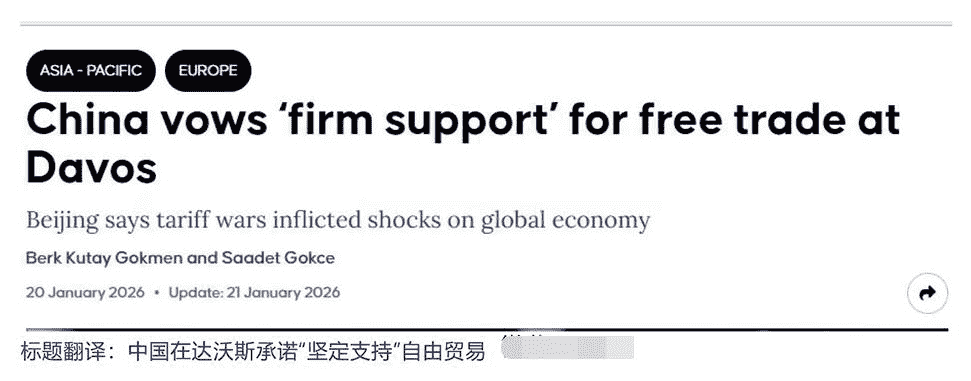 ASIA - PACIFIC EUROPE
China vows ‘firm support’ for free trade at
Davos
Beijing says tariff wars inflicted shocks on global economy
Berk Kutay Gokmen and Saadet Gokce
20 January 2026 • Update: 21 January 2026
标题翻译：中国在达沃斯承诺“坚定支持”自由贸易